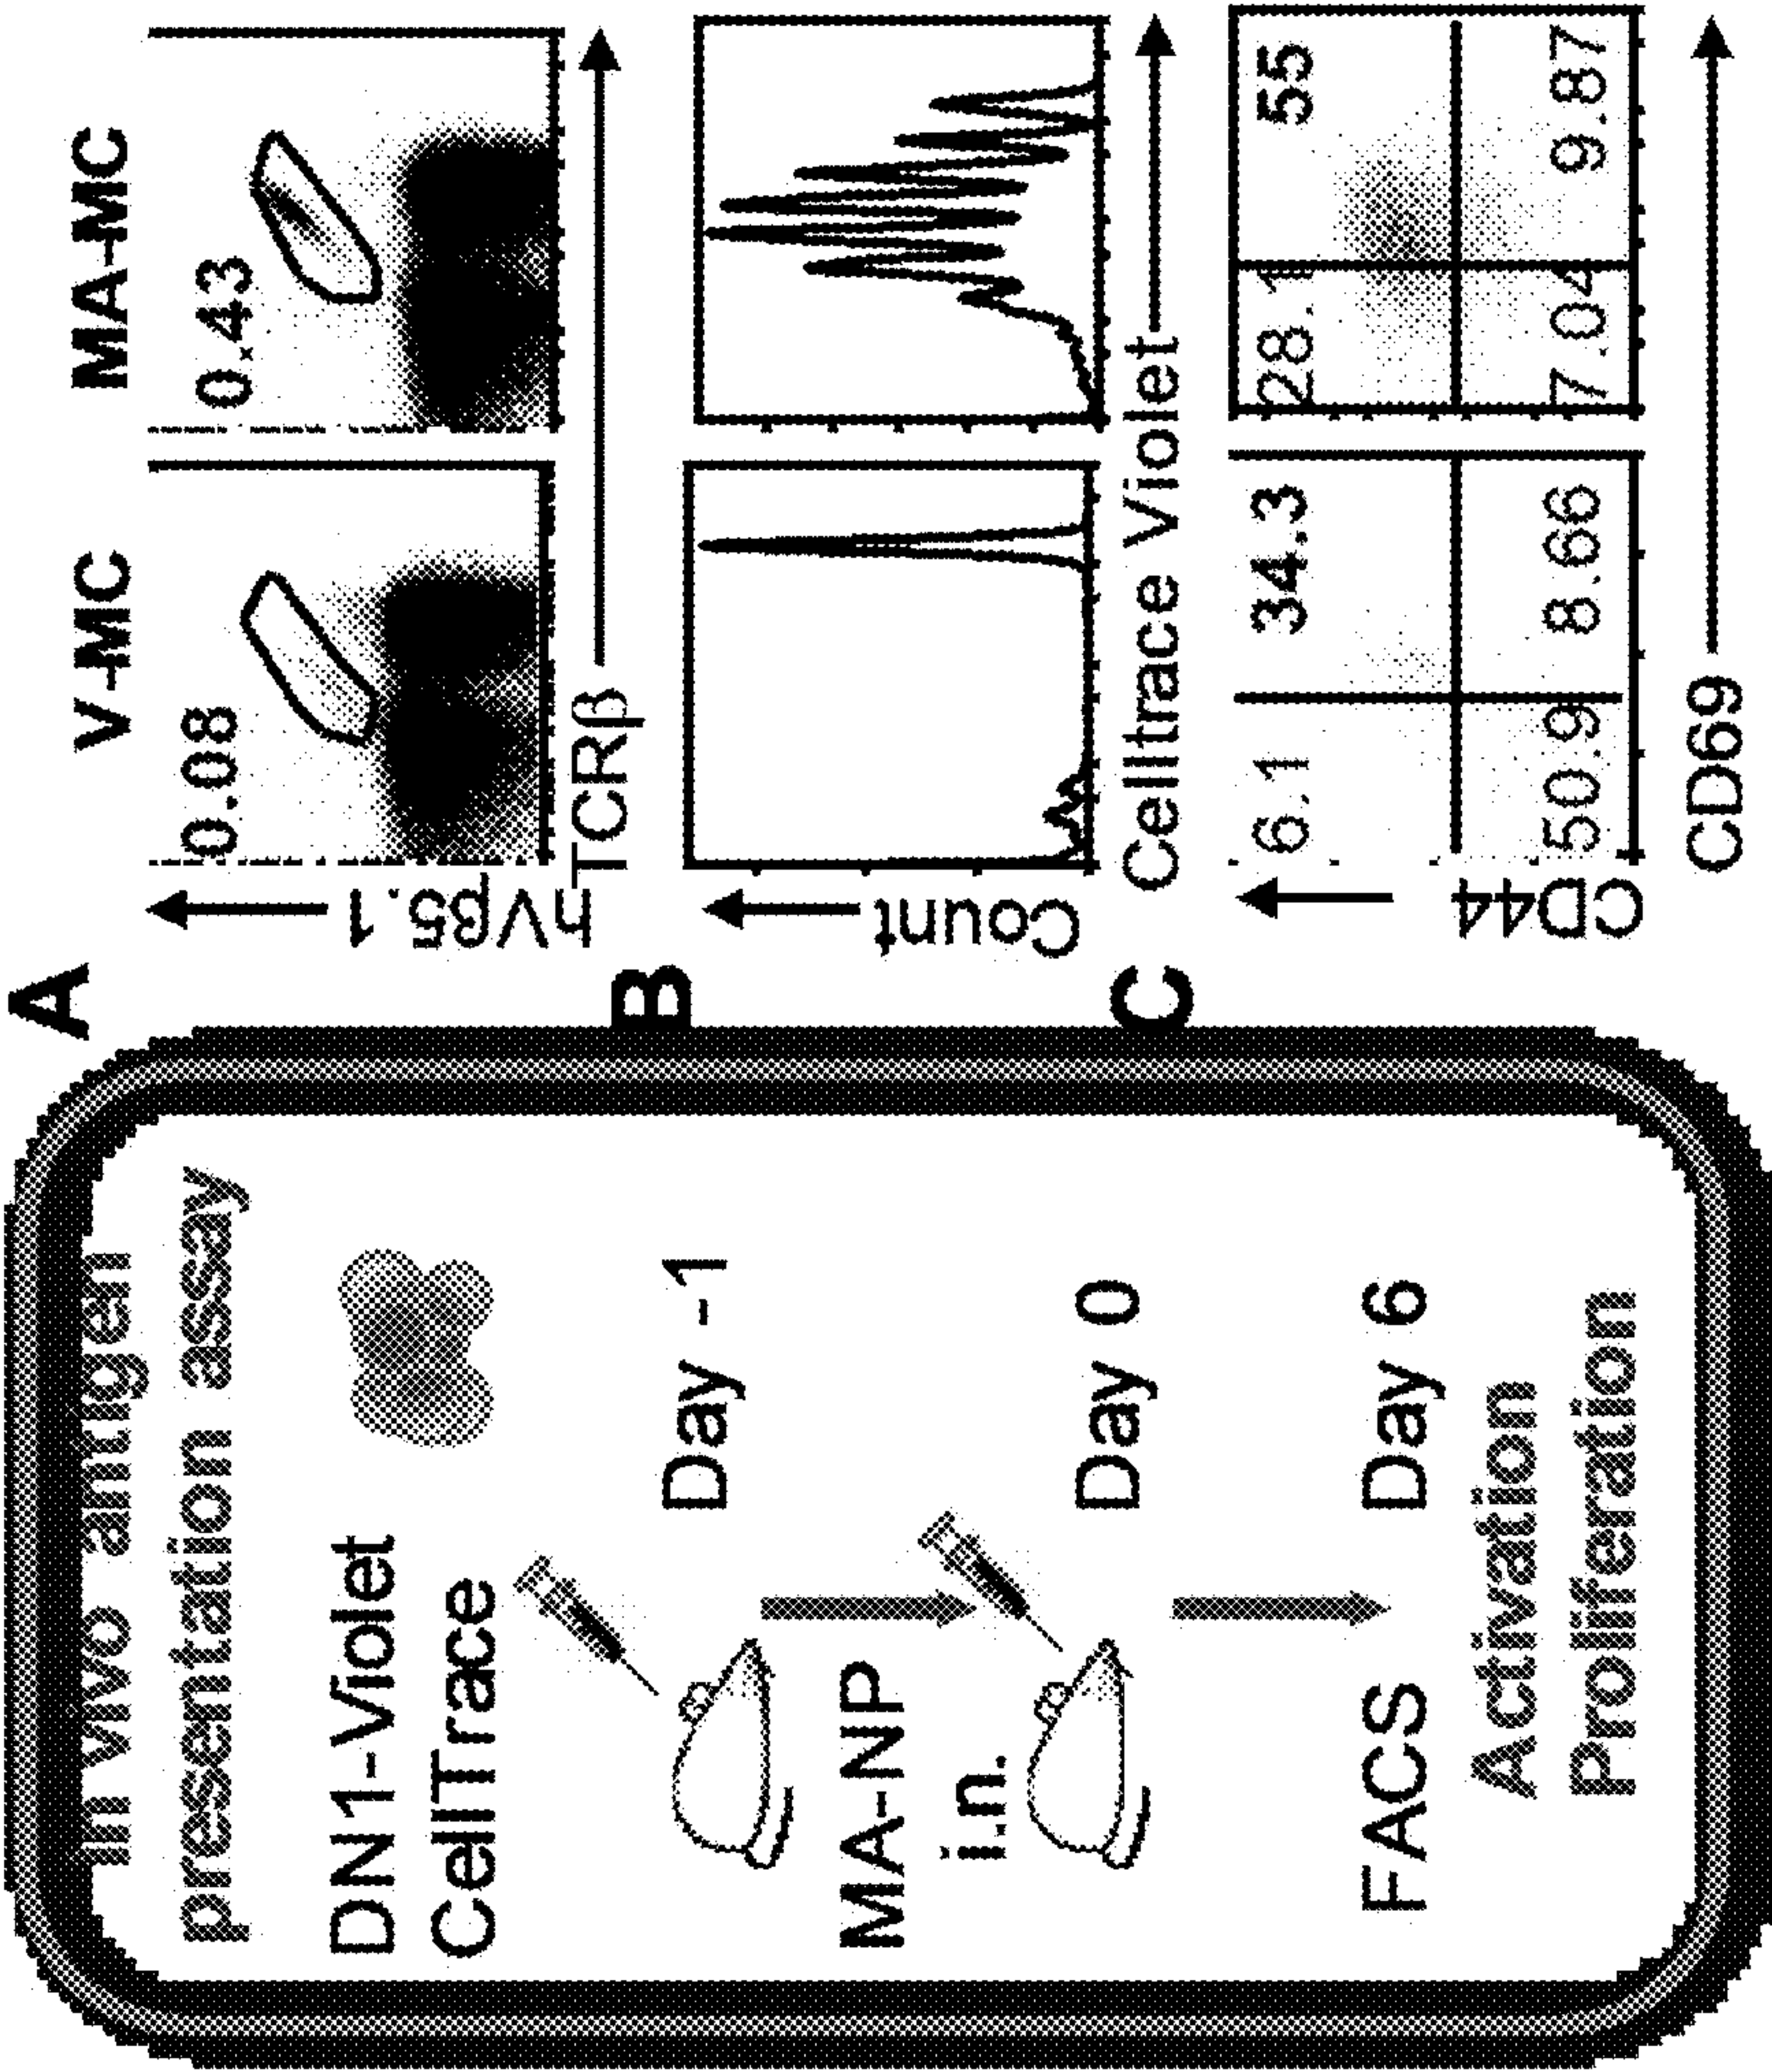 In vivo antigen
presentation assay
DN1-Violet
CellTrace
Day -1
MA-NP
i.n.
Day 0
FACS
Day 6
Activation
Proliferation
A
V-MC
MA-MC
0.08
0.43
hVβ5.1
TCRβ
B
Count
Celltrace Violet
C
6.1
34.3
28.1
55
50.9
8.66
7.04
9.87
CD44
CD69